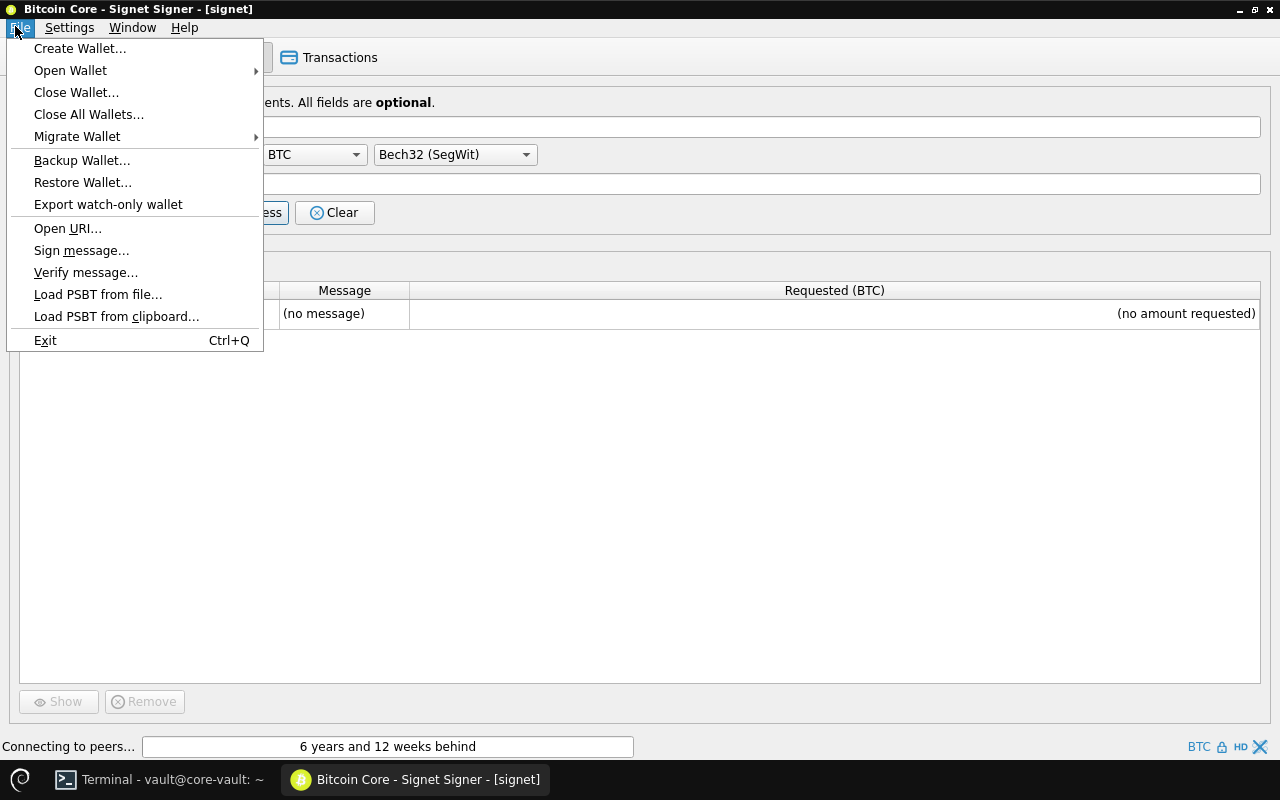 Bitcoin Core - Signet Signer - [signet]
File Settings Window Help
Create Wallet...
Open Wallet
Close Wallet...
Close All Wallets...
Migrate Wallet
Backup Wallet...
Restore Wallet...
Export watch-only wallet
Open URI...
Sign message...
Verify message...
Load PSBT from file...
Load PSBT from clipboard...
Exit Ctrl+Q
Transactions
ents. All fields are optional.
BTC Bech32 (SegWit)
ess Clear
Message Requested (BTC)
(no message) (no amount requested)
Show Remove
Connecting to peers... 6 years and 12 weeks behind BTC HD
Terminal - vault@core-vault: ~ Bitcoin Core - Signet Signer - [signet]